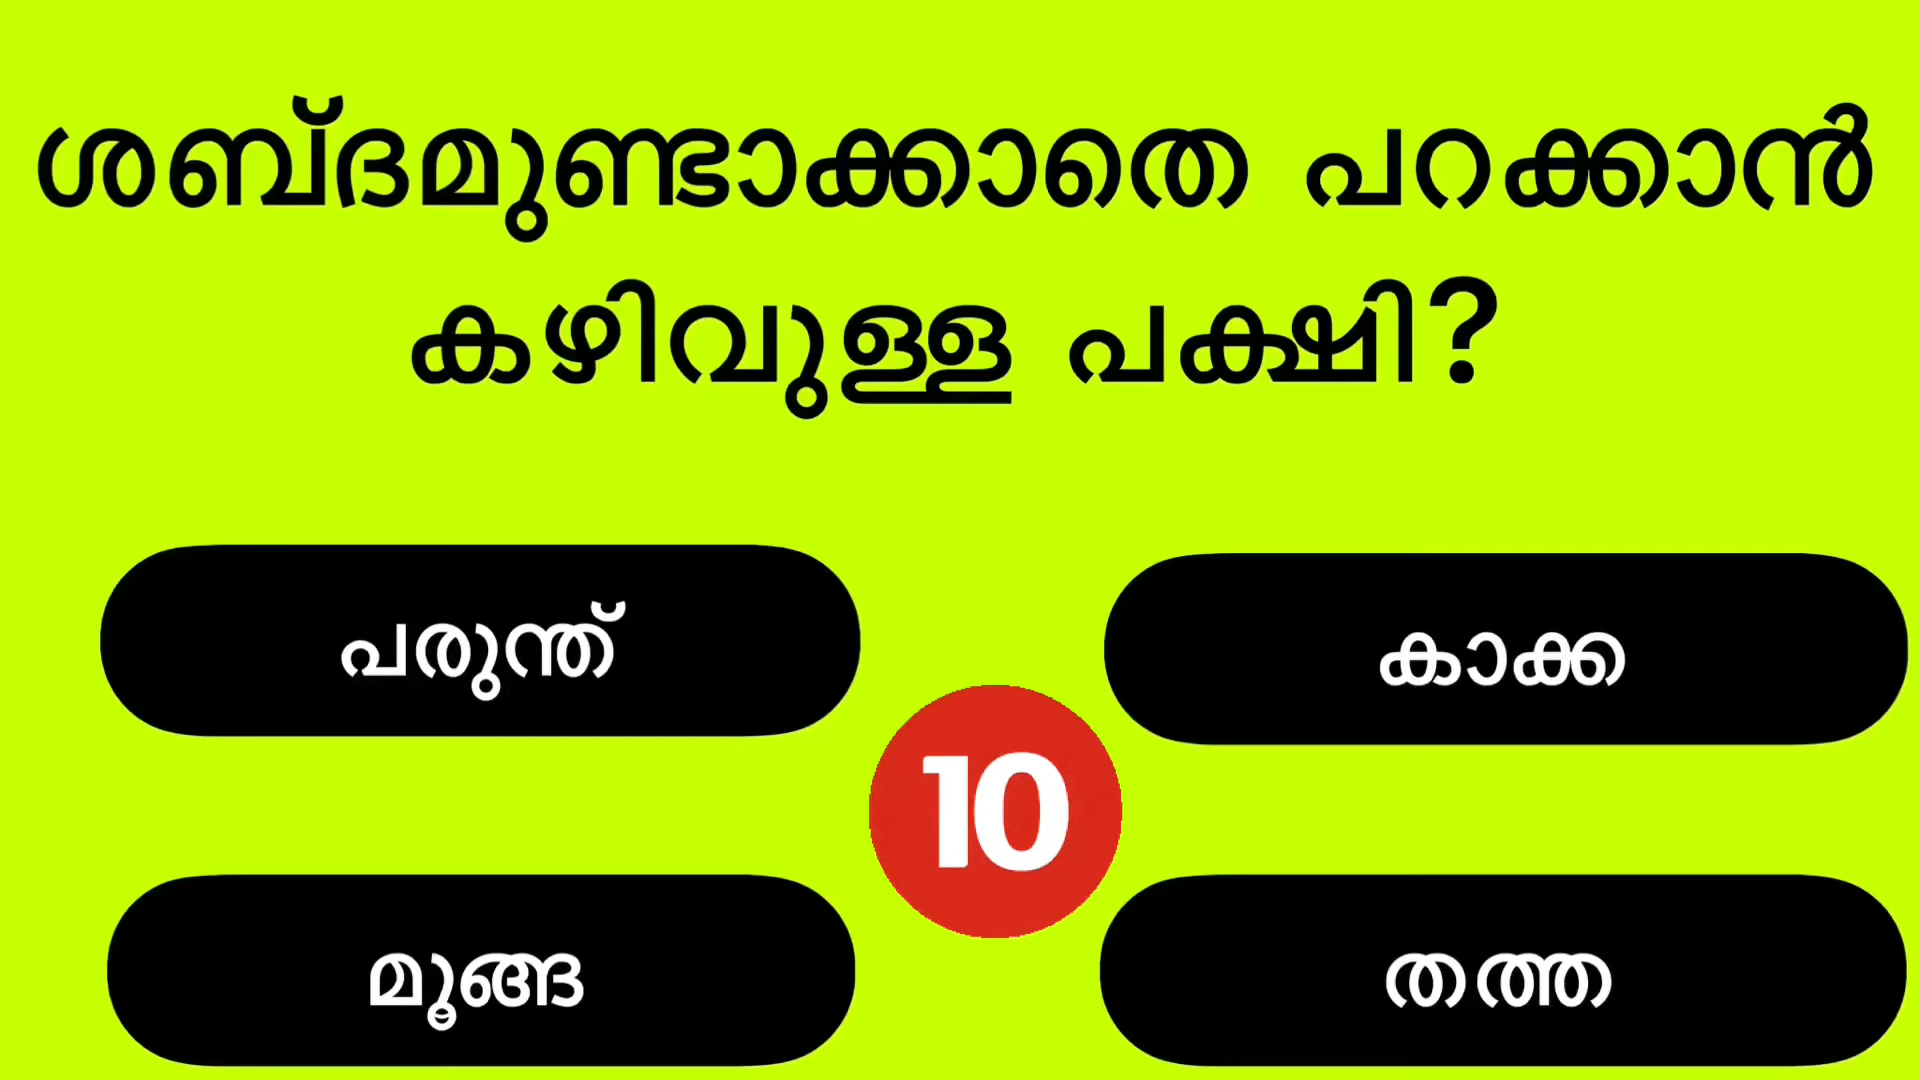 ശബ്ദമുണ്ടാക്കാതെ പറക്കാൻ
കഴിവുള്ള പക്ഷി?
പരുന്ത്
കാക്ക
10
മൂങ്ങ
തത്ത